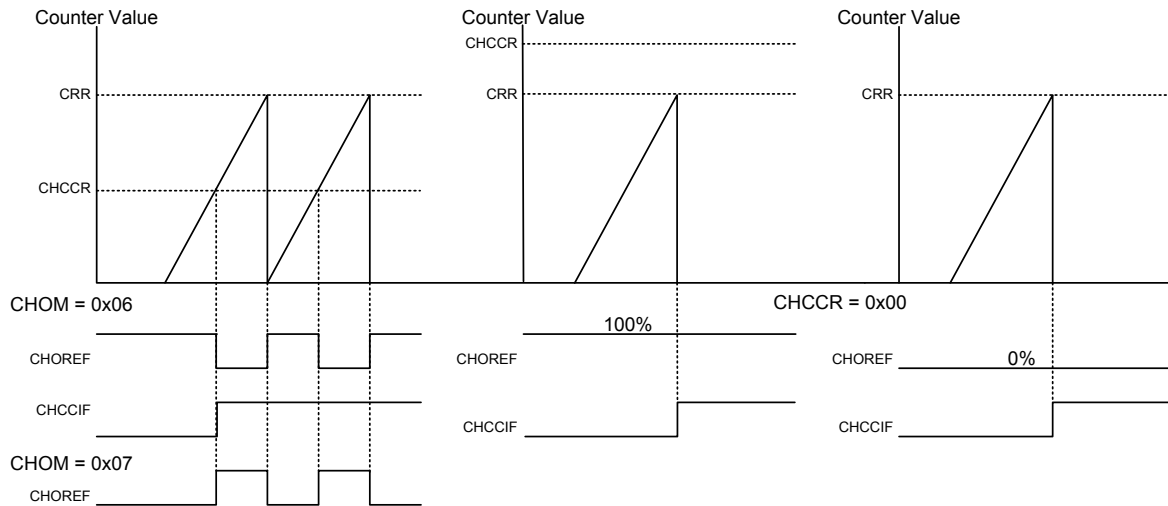 Counter Value
CRR
CHCCR
CHOM = 0x06
CHOREF
CHCCIF
CHOM = 0x07
CHOREF
Counter Value
CHCCR
CRR
100%
CHOREF
CHCCIF
Counter Value
CRR
CHCCR = 0x00
CHOREF
0%
CHCCIF